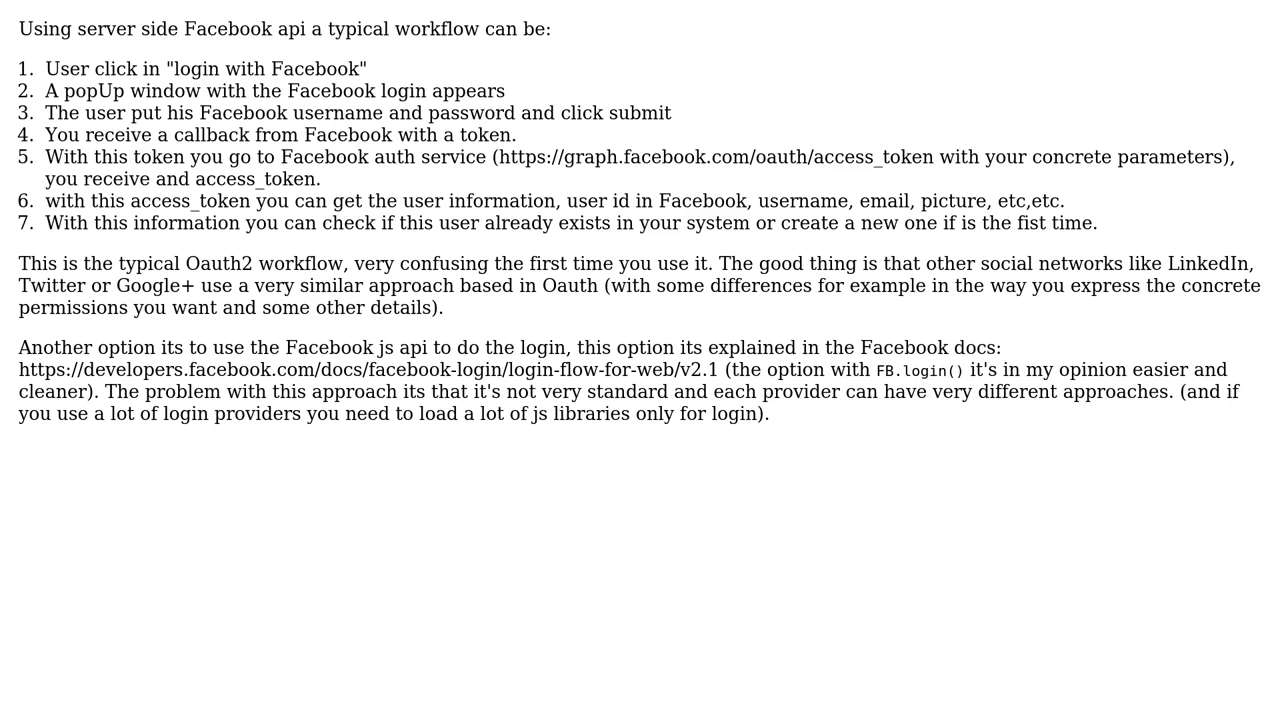 Using server side Facebook api a typical workflow can be:
1. User click in "login with Facebook"
2. A popUp window with the Facebook login appears
3. The user put his Facebook username and password and click submit
4. You receive a callback from Facebook with a token.
5. With this token you go to Facebook auth service (https://graph.facebook.com/oauth/access_token with your concrete parameters),
you receive and access_token.
6. with this access_token you can get the user information, user id in Facebook, username, email, picture, etc,etc.
7. With this information you can check if this user already exists in your system or create a new one if is the fist time.
This is the typical Oauth2 workflow, very confusing the first time you use it. The good thing is that other social networks like LinkedIn,
Twitter or Google+ use a very similar approach based in Oauth (with some differences for example in the way you express the concrete
permissions you want and some other details).
Another option its to use the Facebook js api to do the login, this option its explained in the Facebook docs:
https://developers.facebook.com/docs/facebook-login/login-flow-for-web/v2.1 (the option with FB.login() it's in my opinion easier and
cleaner). The problem with this approach its that it's not very standard and each provider can have very different approaches. (and if
you use a lot of login providers you need to load a lot of js libraries only for login).